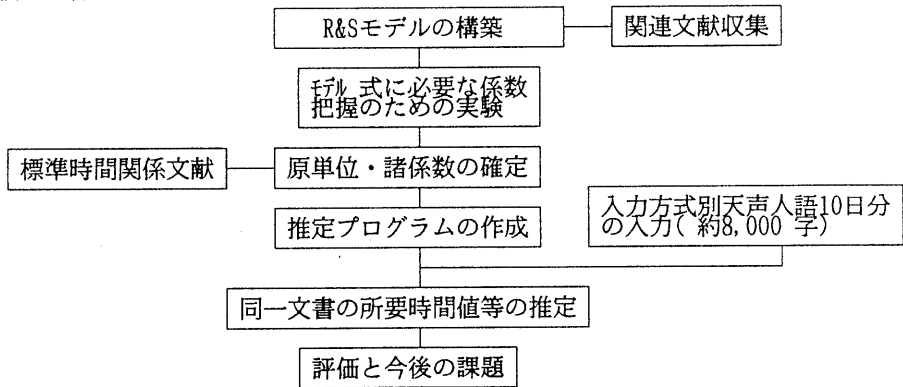 R&Sモデルの構築
関連文献収集
ﾓﾃﾞﾙ 式に必要な係数
把握のための実験
標準時間関係文献
原単位・諸係数の確定
推定プログラムの作成
入力方式別天声人語10日分
の入力( 約8,000 字)
同一文書の所要時間値等の推定
評価と今後の課題